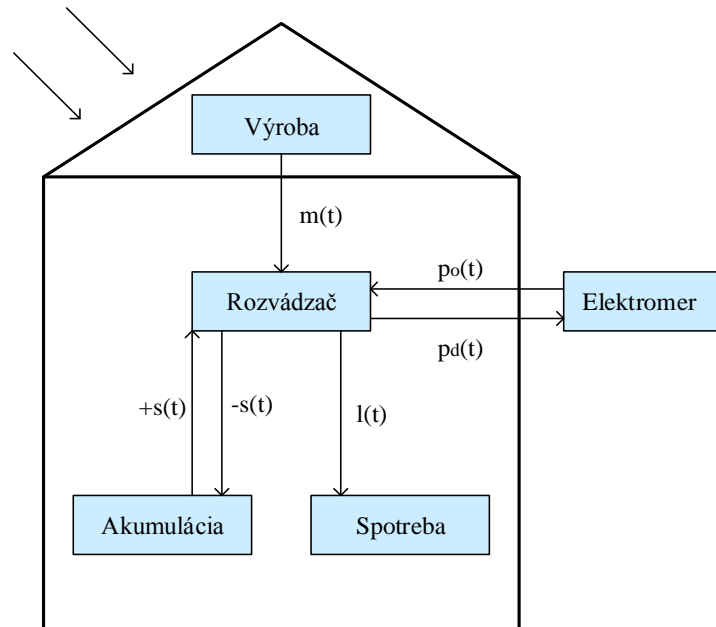 Výroba
m(t)
po(t)
Rozvádzač
Elektromer
pd(t)
+s(t)
-s(t)
l(t)
Akumulácia
Spotreba